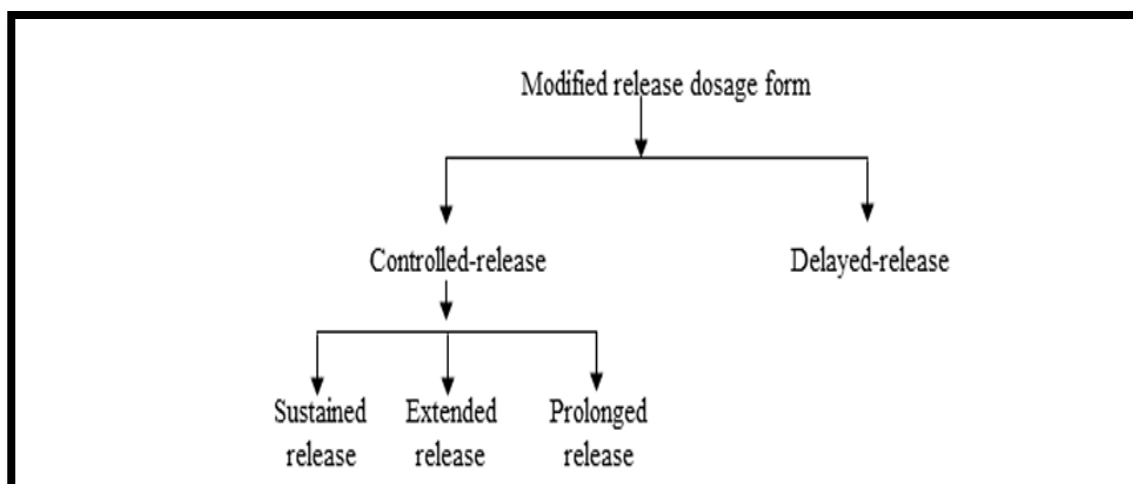 Modified release dosage form
Controlled-release
Delayed-release
Sustained
release
Extended
release
Prolonged
release